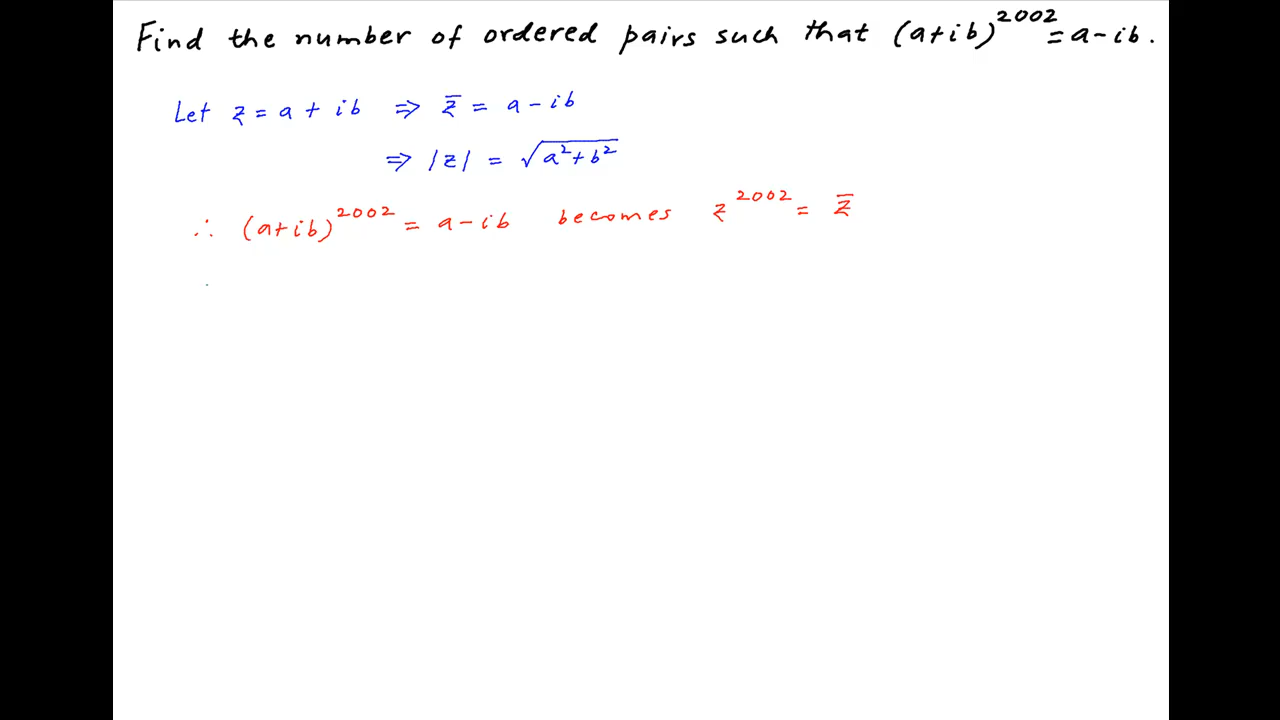 Find the number of ordered pairs such that (a+ib)^2002 = a-ib.
Let z = a + ib ⇒ z̅ = a - ib
⇒ |z| = √(a²+b²)
∴ (a+ib)^2002 = a-ib becomes z^2002 = z̅